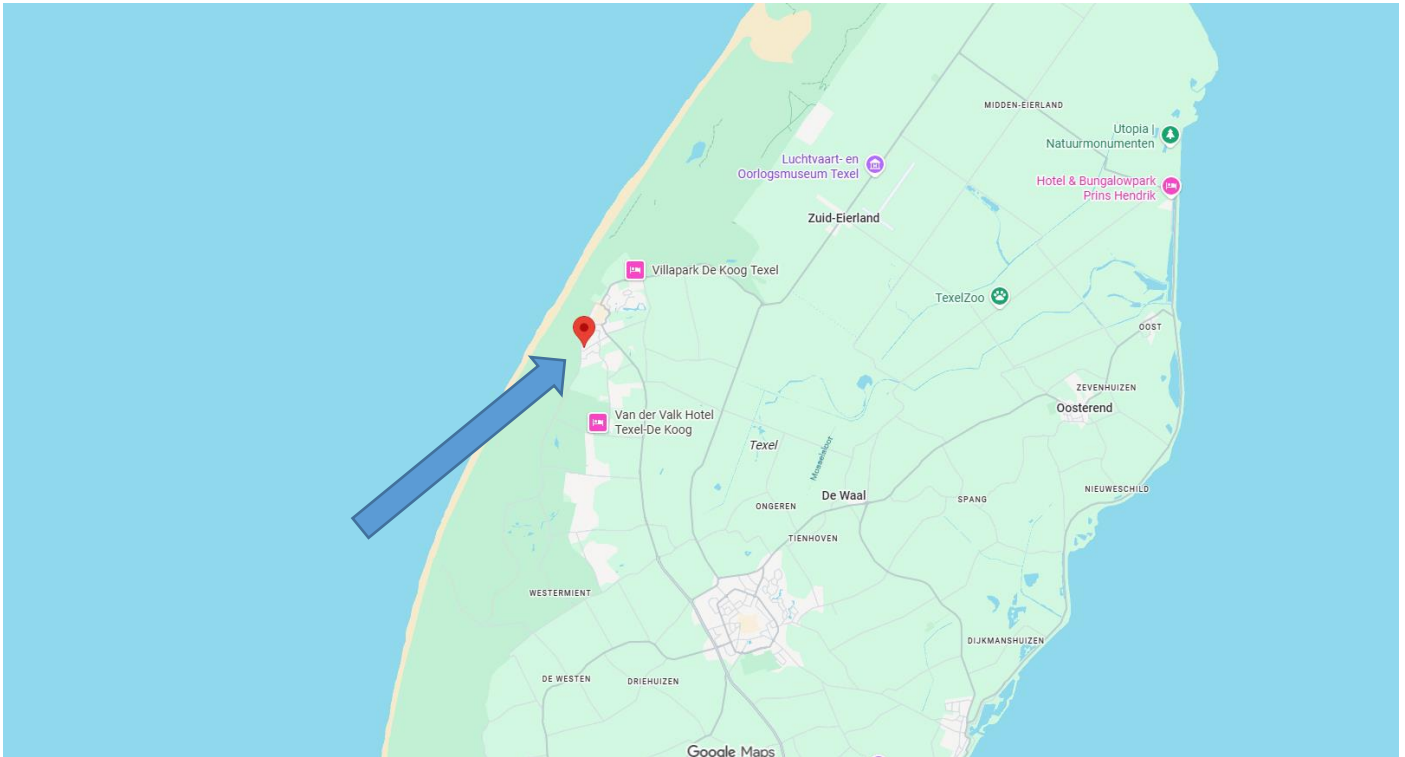 MIDDEN-EIERLAND
Utopia |
Natuurmonumenten
Luchtvaart- en
Oorlogsmuseum Texel
Hotel & Bungalowpark
Prins Hendrik
Zuid-Eierland
Villapark De Koog Texel
TexelZoo
OOST
ZEVENHUIZEN
Oosterend
Van der Valk Hotel
Texel-De Koog
Texel
Mosselsloot
De Waal
NIEUWESCHILD
SPANG
ONGEREN
TIENHOVEN
WESTERMIENT
DIJKMANSHUIZEN
DE WESTEN
DRIEHUIZEN
Google Maps